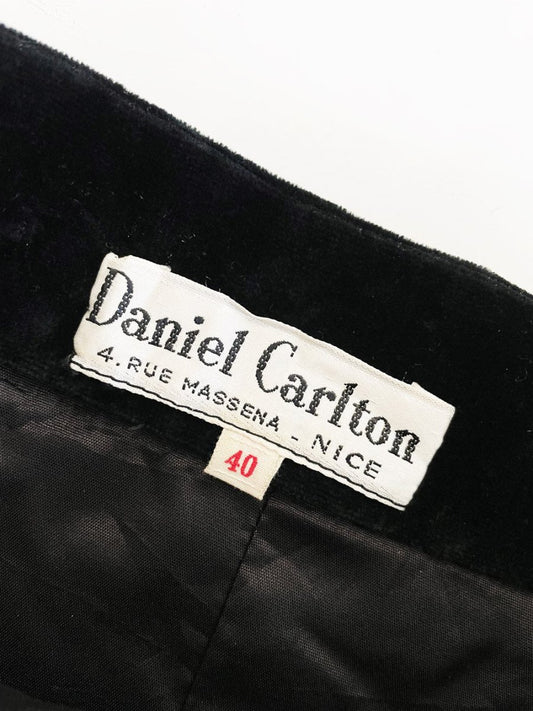 Daniel Carlton
4. RUE MASSENA - NICE
40